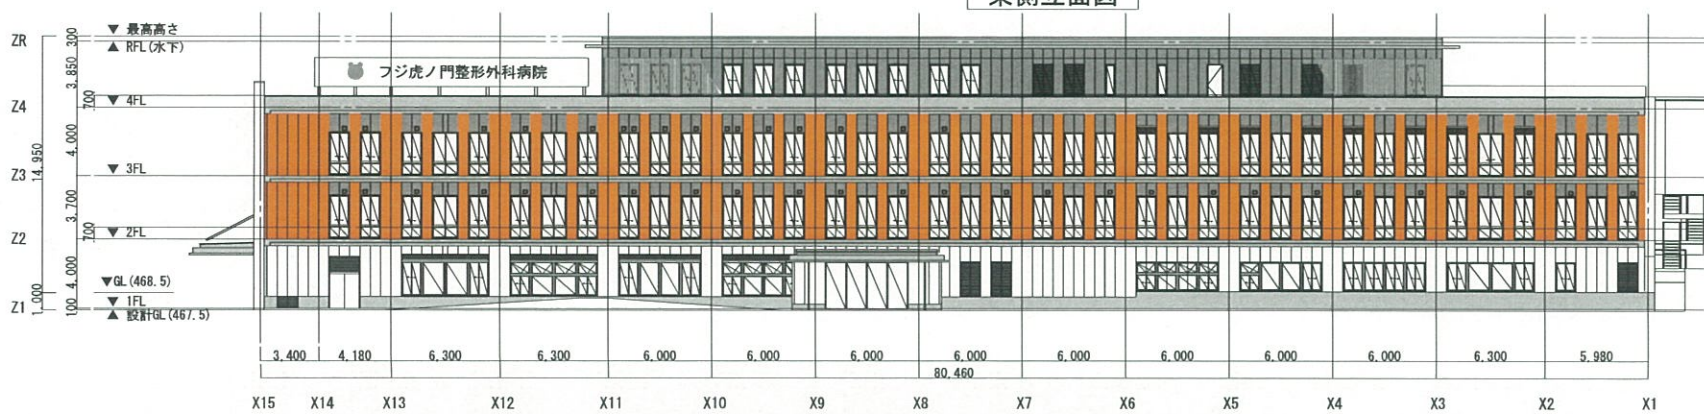 東側立面図
ZR
300
▼ 最高高さ
▲ RFL(水下)
3,850
フジ虎ノ門整形外科病院
Z4
700
▼ 4FL
4,000
14,950
Z3
▼ 3FL
3,700
Z2
700
▼ 2FL
4,000
▼GL(468.5)
1,000
Z1
100
▼ 1FL
▲ 設計GL(467.5)
3,400 4,180 6,300 6,300 6,000 6,000 6,000 6,000 6,000 6,000 6,000 6,000 6,300 5,980
80,460
X15 X14 X13 X12 X11 X10 X9 X8 X7 X6 X5 X4 X3 X2 X1